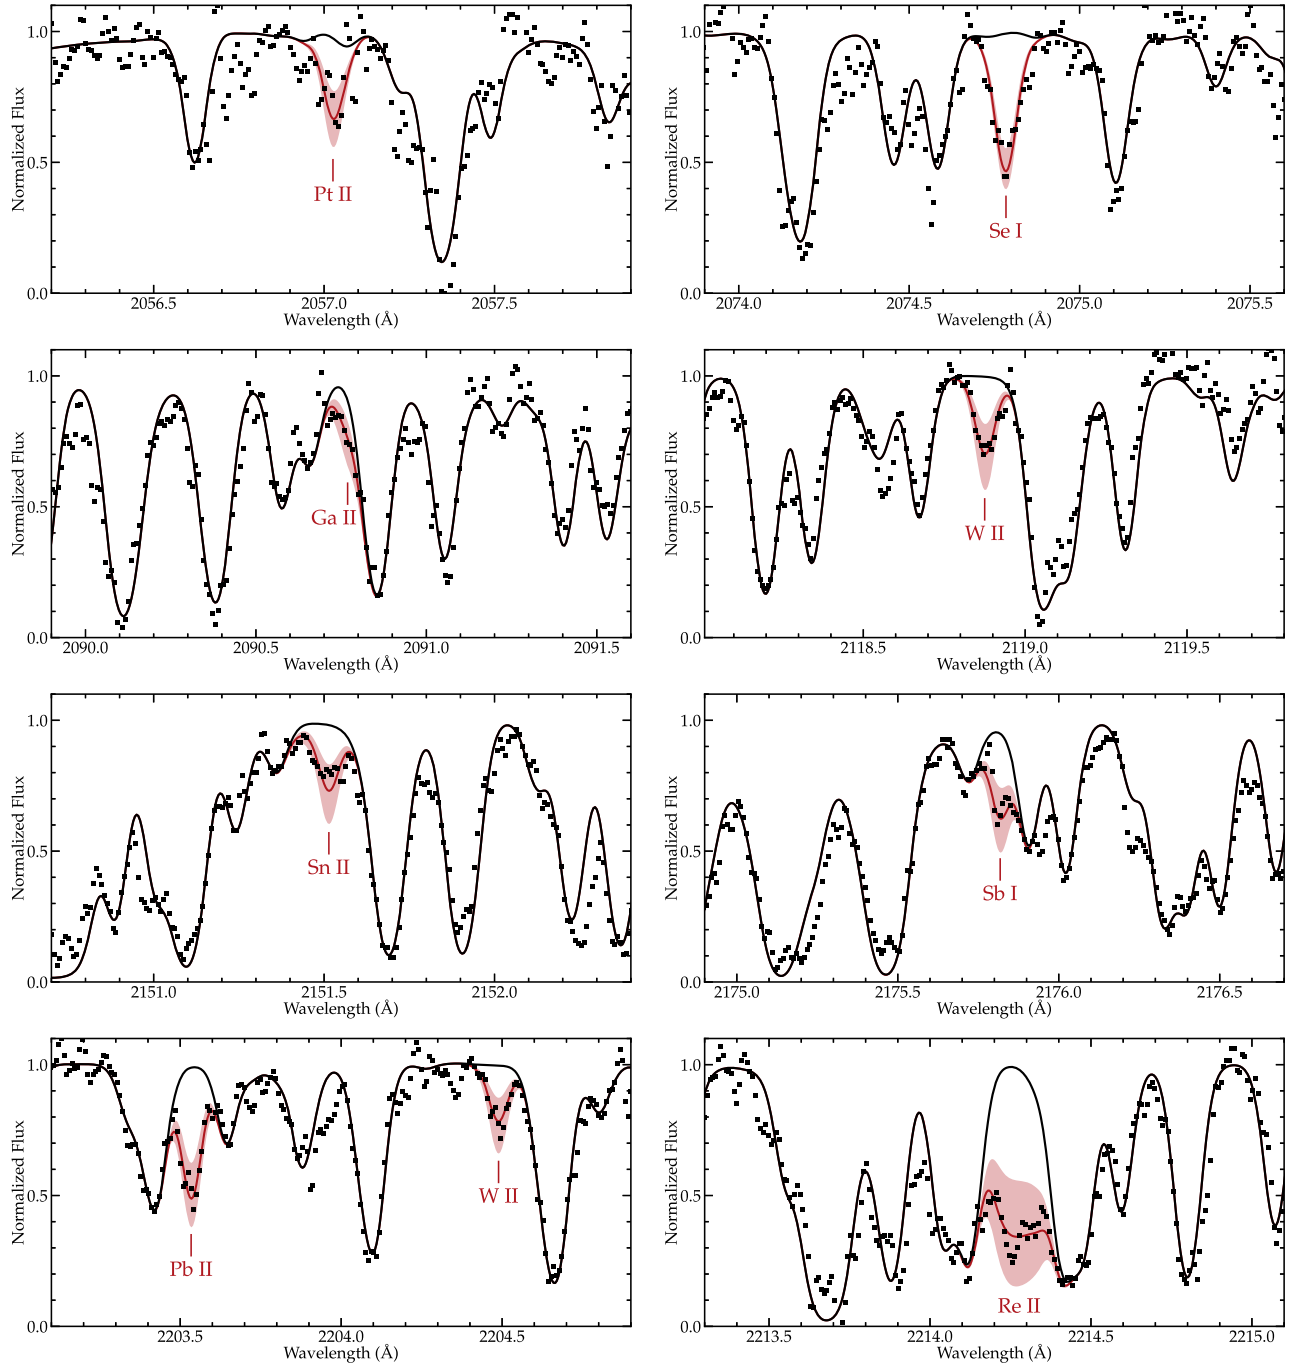 1.0
0.5
0.0
Normalized Flux
Pt II
2056.5 2057.0 2057.5
Wavelength (Å)
1.0
0.5
0.0
Normalized Flux
Se I
2074.0 2074.5 2075.0 2075.5
Wavelength (Å)
1.0
0.5
0.0
Normalized Flux
Ga II
2090.0 2090.5 2091.0 2091.5
Wavelength (Å)
1.0
0.5
0.0
Normalized Flux
W II
2118.5 2119.0 2119.5
Wavelength (Å)
1.0
0.5
0.0
Normalized Flux
Sn II
2151.0 2151.5 2152.0
Wavelength (Å)
1.0
0.5
0.0
Normalized Flux
Sb I
2175.0 2175.5 2176.0 2176.5
Wavelength (Å)
1.0
0.5
0.0
Normalized Flux
W II
Pb II
2203.5 2204.0 2204.5
Wavelength (Å)
1.0
0.5
0.0
Normalized Flux
Re II
2213.5 2214.0 2214.5 2215.0
Wavelength (Å)